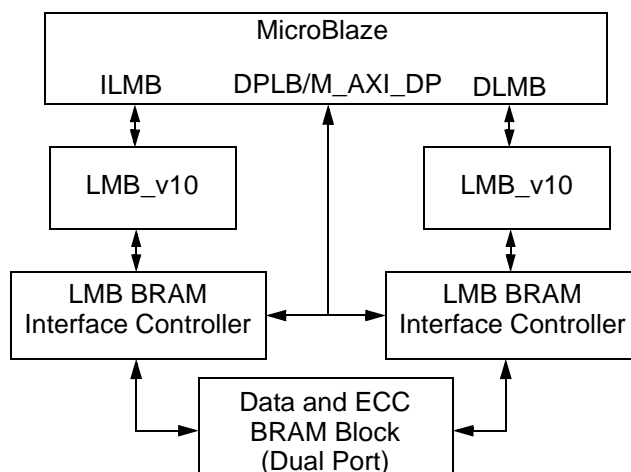 MicroBlaze
ILMB DPLB/M_AXI_DP DLMB
LMB_v10 LMB_v10
LMB BRAM
Interface Controller
LMB BRAM
Interface Controller
Data and ECC
BRAM Block
(Dual Port)